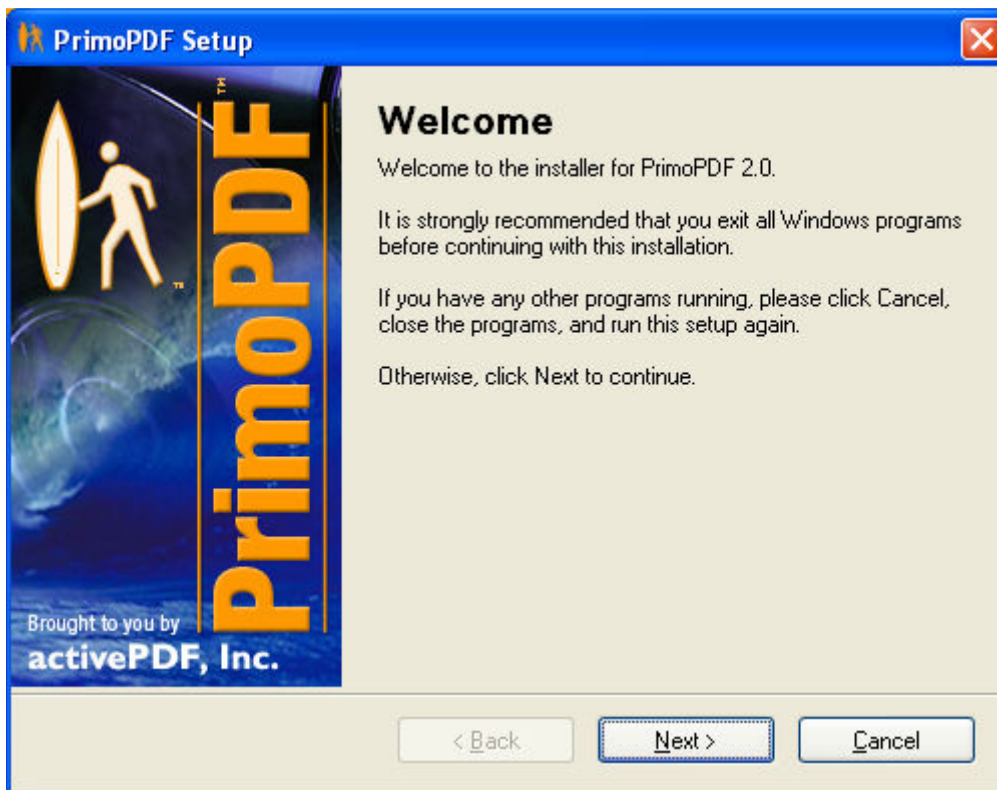 PrimoPDF Setup
PrimoPDF™
Brought to you by
activePDF, Inc.
Welcome
Welcome to the installer for PrimoPDF 2.0.
It is strongly recommended that you exit all Windows programs
before continuing with this installation.
If you have any other programs running, please click Cancel,
close the programs, and run this setup again.
Otherwise, click Next to continue.
< Back
Next >
Cancel